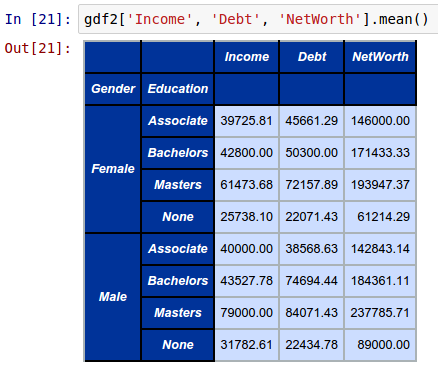 In [21]: gdf2['Income', 'Debt', 'NetWorth'].mean()
Out[21]:
Income Debt NetWorth
Gender Education
Female Associate 39725.81 45661.29 146000.00
Bachelors 42800.00 50300.00 171433.33
Masters 61473.68 72157.89 193947.37
None 25738.10 22071.43 61214.29
Male Associate 40000.00 38568.63 142843.14
Bachelors 43527.78 74694.44 184361.11
Masters 79000.00 84071.43 237785.71
None 31782.61 22434.78 89000.00